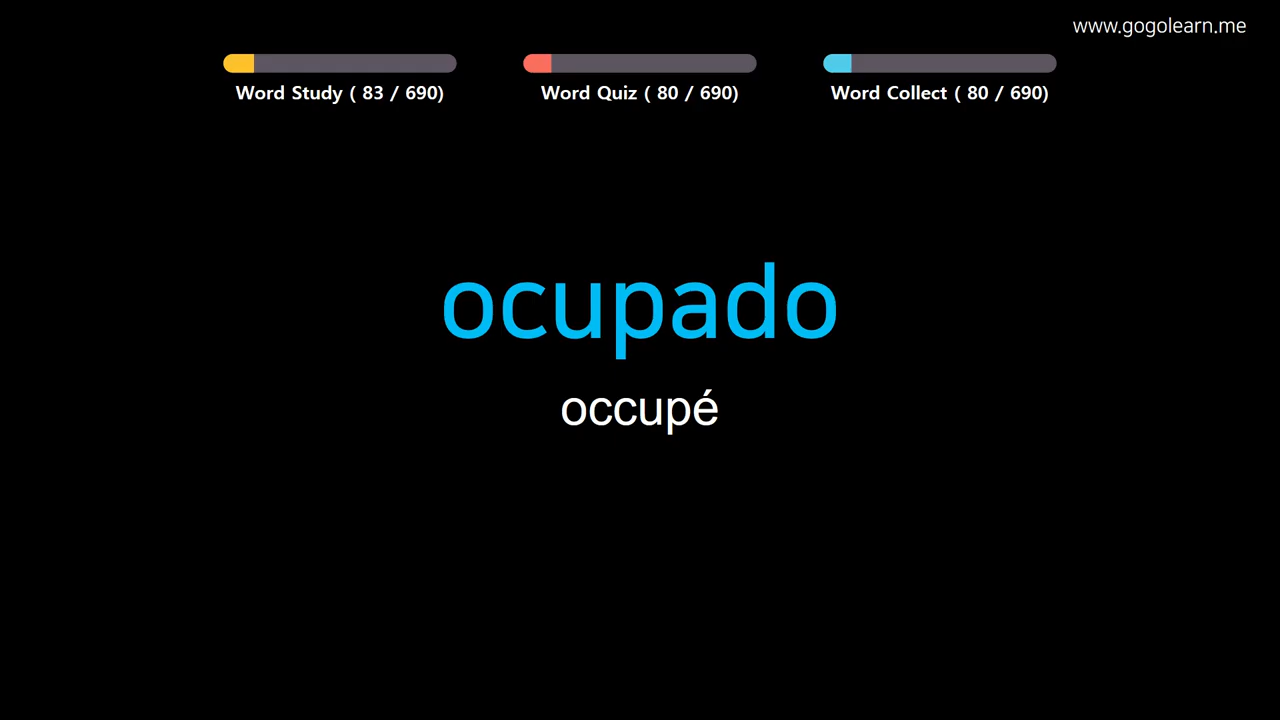 www.gogolearn.me
Word Study ( 83 / 690)
Word Quiz ( 80 / 690)
Word Collect ( 80 / 690)
ocupado
occupé